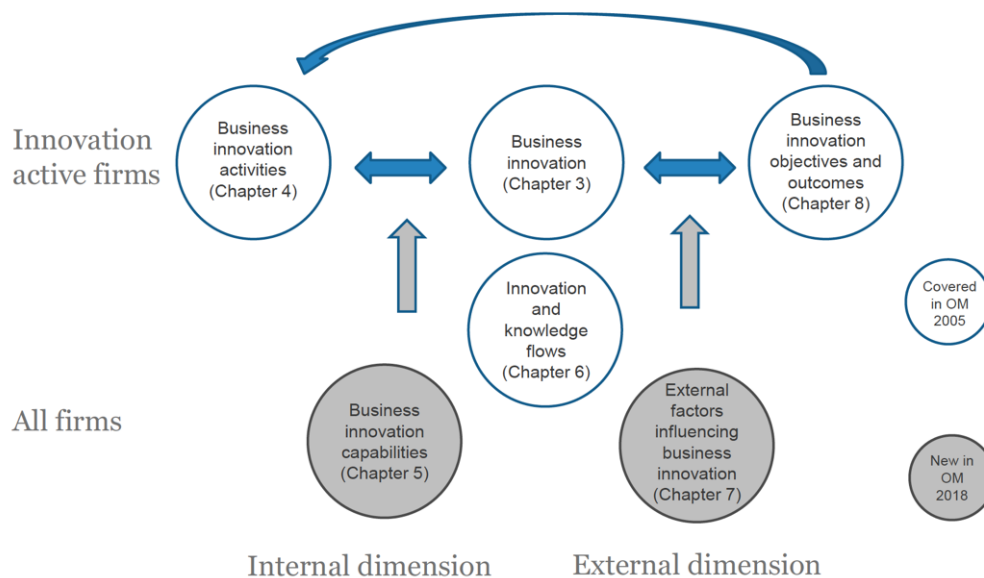 Innovation
active firms
Business
innovation
activities
(Chapter 4)
Business
innovation
(Chapter 3)
Business
innovation
objectives and
outcomes
(Chapter 8)
Innovation
and
knowledge
flows
(Chapter 6)
Covered
in OM
2005
All firms
Business
innovation
capabilities
(Chapter 5)
External
factors
influencing
business
innovation
(Chapter 7)
New in
OM
2018
Internal dimension
External dimension